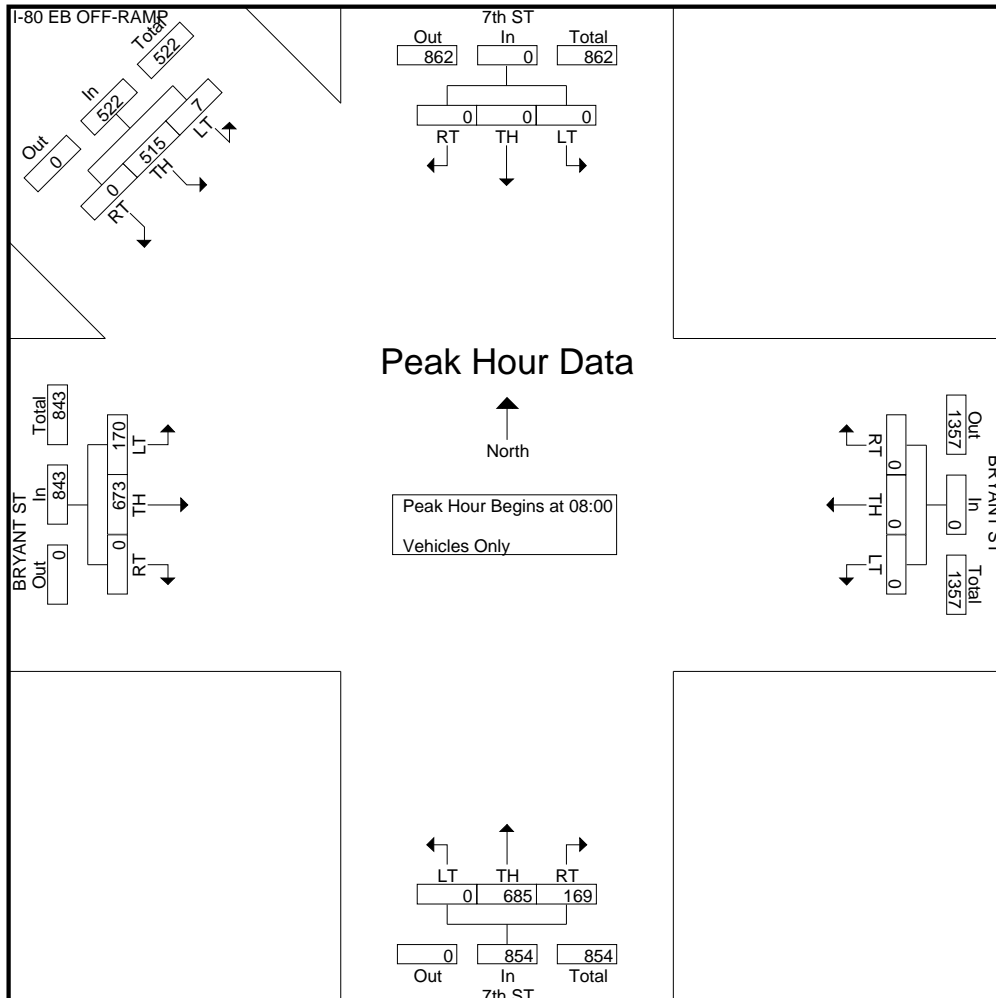 I-80 EB OFF-RAMP
Total
522
In
522
Out
0
7
515
0
LT
TH
RT
7th ST
Out In Total
862 0 862
0 0 0
RT TH LT
Peak Hour Data
North
Peak Hour Begins at 08:00
Vehicles Only
BRYANT ST
Total
843
In
843
Out
0
170
673
0
LT
TH
RT
BRYANT ST
Out
1357
In
0
Total
1357
RT
TH
LT
0
0
0
LT TH RT
0 685 169
0 854 854
Out In Total
7th ST